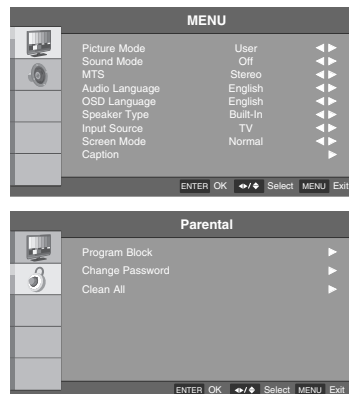 MENU
Picture Mode User
Sound Mode Off
MTS Stereo
Audio Language English
OSD Language English
Speaker Type Built-In
Input Source TV
Screen Mode Normal
Caption
ENTER OK / Select MENU Exit
Parental
Program Block
Change Password
Clean All
ENTER OK / Select MENU Exit